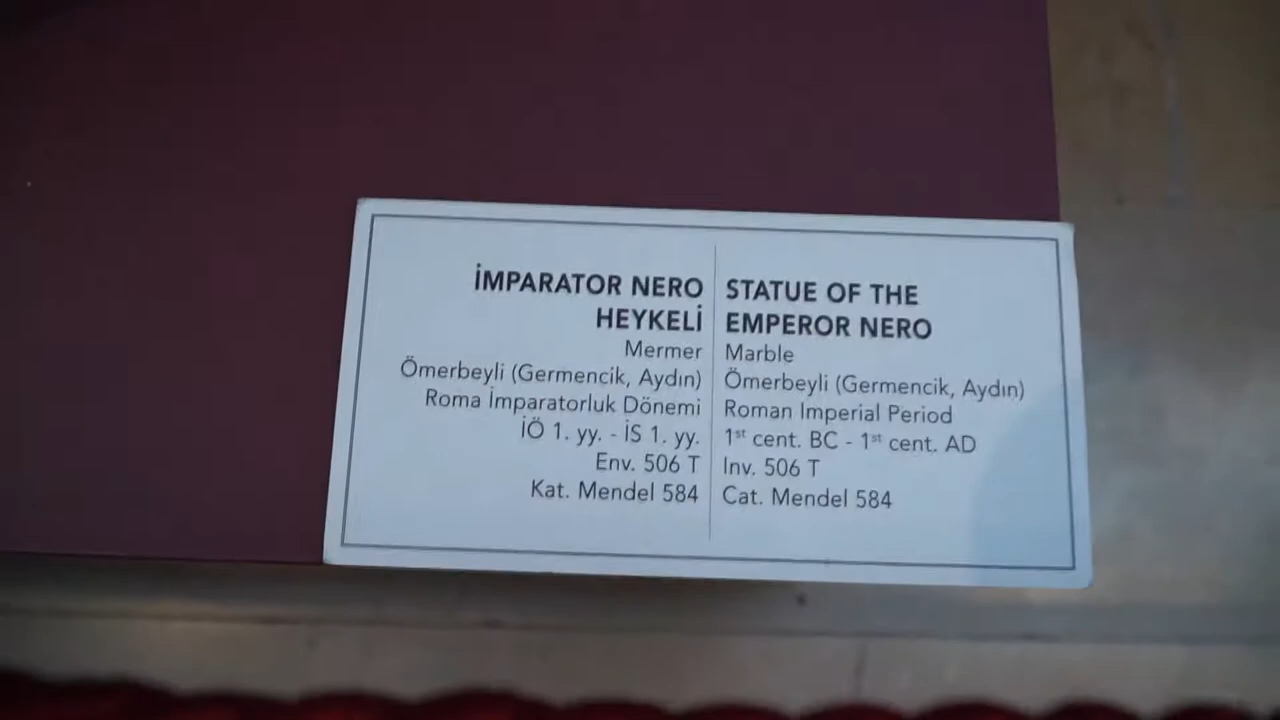 İMPARATOR NERO
HEYKELİ
Mermer
Ömerbeyli (Germencik, Aydın)
Roma İmparatorluk Dönemi
İÖ 1. yy. - İS 1. yy.
Env. 506 T
Kat. Mendel 584
STATUE OF THE
EMPEROR NERO
Marble
Ömerbeyli (Germencik, Aydın)
Roman Imperial Period
1st cent. BC - 1st cent. AD
Inv. 506 T
Cat. Mendel 584